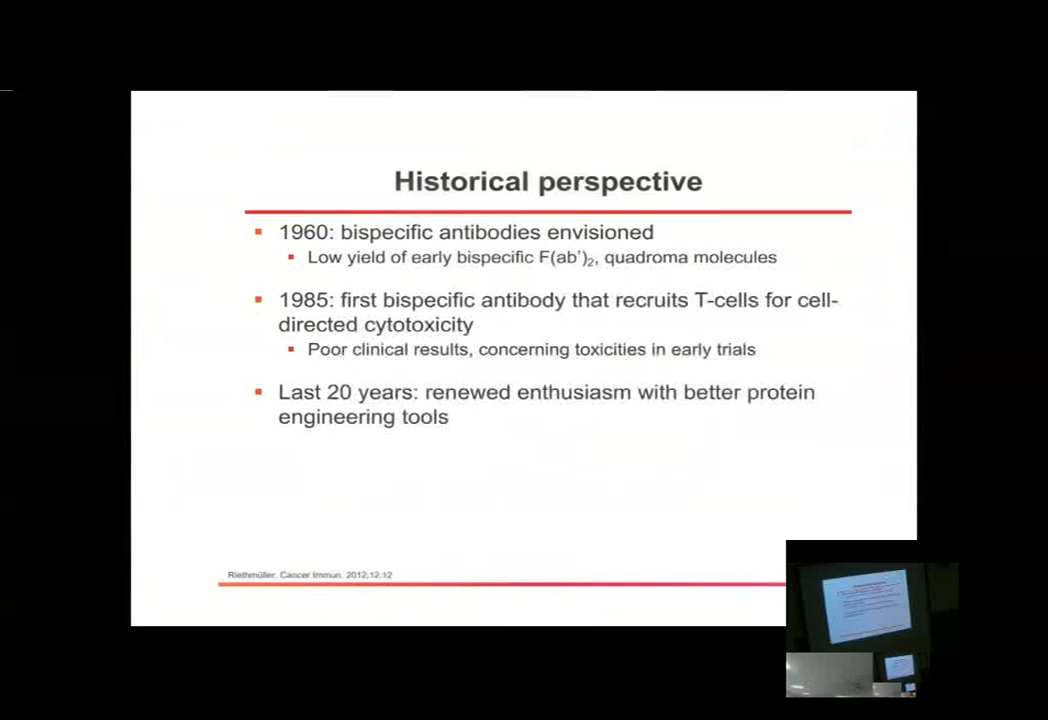 Historical perspective
1960: bispecific antibodies envisioned
Low yield of early bispecific F(ab’)₂, quadroma molecules
1985: first bispecific antibody that recruits T-cells for cell-
directed cytotoxicity
Poor clinical results, concerning toxicities in early trials
Last 20 years: renewed enthusiasm with better protein
engineering tools
Riethmüller. Cancer Immun. 2012;12:12